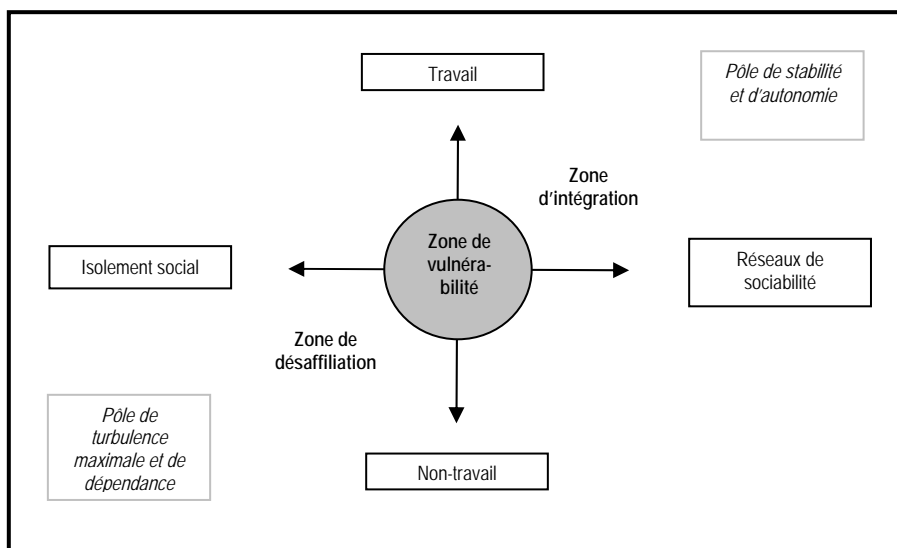 Travail
Pôle de stabilité
et d'autonomie
Zone
d'intégration
Zone de
vulnéra-
bilité
Isolement social
Réseaux de
sociabilité
Zone de
désaffiliation
Pôle de
turbulence
maximale et de
dépendance
Non-travail